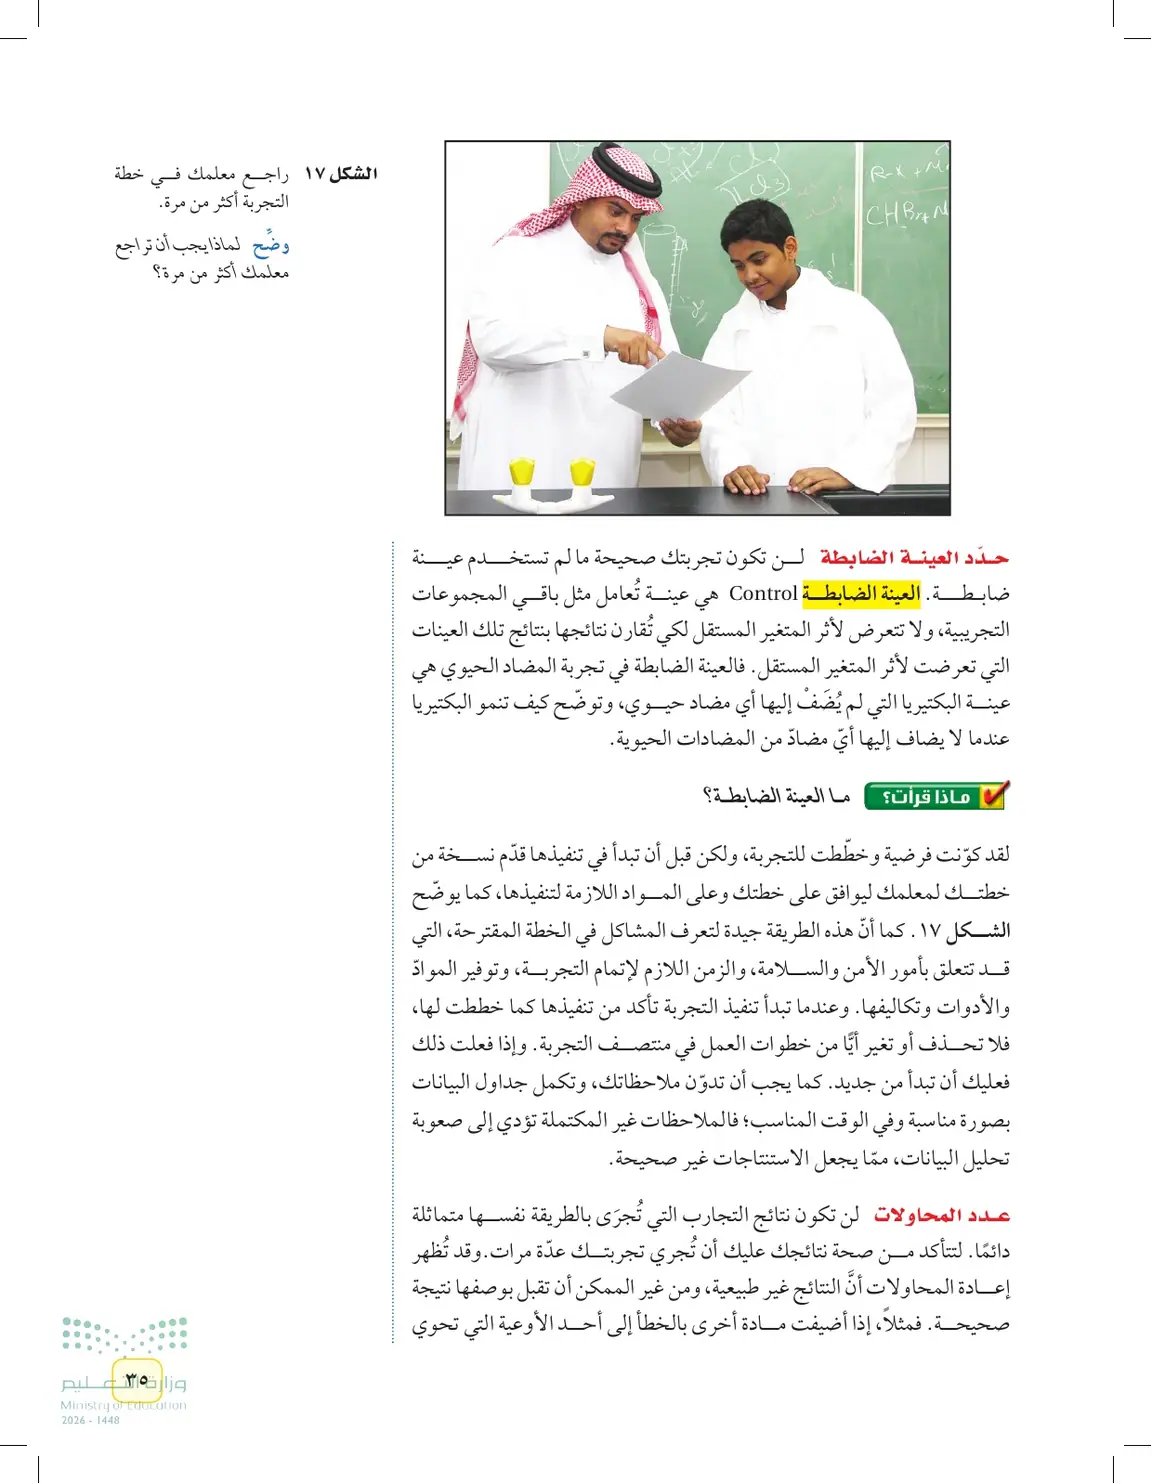 الشكل ١٧ راجع معلمك في خطة
التجربة أكثر من مرة.
وضِّح لماذا يجب أن تراجع
معلمك أكثر من مرة؟
حدّد العينة الضابطة لن تكون تجربتك صحيحة ما لم تستخدم عينة
ضابطة. العينة الضابطة Control هي عينة تُعامل مثل باقي المجموعات
التجريبية، ولا تتعرض لأثر المتغير المستقل لكي تُقارن نتائجها بنتائج تلك العينات
التي تعرضت لأثر المتغير المستقل. فالعينة الضابطة في تجربة المضاد الحيوي هي
عينة البكتيريا التي لم يُضَفْ إليها أي مضاد حيوي، وتوضّح كيف تنمو البكتيريا
عندما لا يضاف إليها أيّ مضادّ من المضادات الحيوية.
ماذا قرأت؟ ما العينة الضابطة؟
لقد كوّنت فرضية وخطّطت للتجربة، ولكن قبل أن تبدأ في تنفيذها قدّم نسخة من
خطتك لمعلمك ليوافق على خطتك وعلى المواد اللازمة لتنفيذها، كما يوضّح
الشكل ١٧. كما أنّ هذه الطريقة جيدة لتعرف المشاكل في الخطة المقترحة، التي
قد تتعلق بأمور الأمن والسلامة، والزمن اللازم لإتمام التجربة، وتوفير الموادّ
والأدوات وتكاليفها. وعندما تبدأ تنفيذ التجربة تأكد من تنفيذها كما خططت لها،
فلا تحذف أو تغير أيًّا من خطوات العمل في منتصف التجربة. وإذا فعلت ذلك
فعليك أن تبدأ من جديد. كما يجب أن تدوّن ملاحظاتك، وتكمل جداول البيانات
بصورة مناسبة وفي الوقت المناسب؛ فالملاحظات غير المكتملة تؤدي إلى صعوبة
تحليل البيانات، ممّا يجعل الاستنتاجات غير صحيحة.
عدد المحاولات لن تكون نتائج التجارب التي تُجرَى بالطريقة نفسها متماثلة
دائمًا. لتتأكد من صحة نتائجك عليك أن تُجري تجربتك عدّة مرات.وقد تُظهر
إعادة المحاولات أنَّ النتائج غير طبيعية، ومن غير الممكن أن تقبل بوصفها نتيجة
صحيحة. فمثلاً، إذا أضيفت مادة أخرى بالخطأ إلى أحد الأوعية التي تحوي
٣٥
وزارة التعليم
Ministry of Education
2026 - 1448